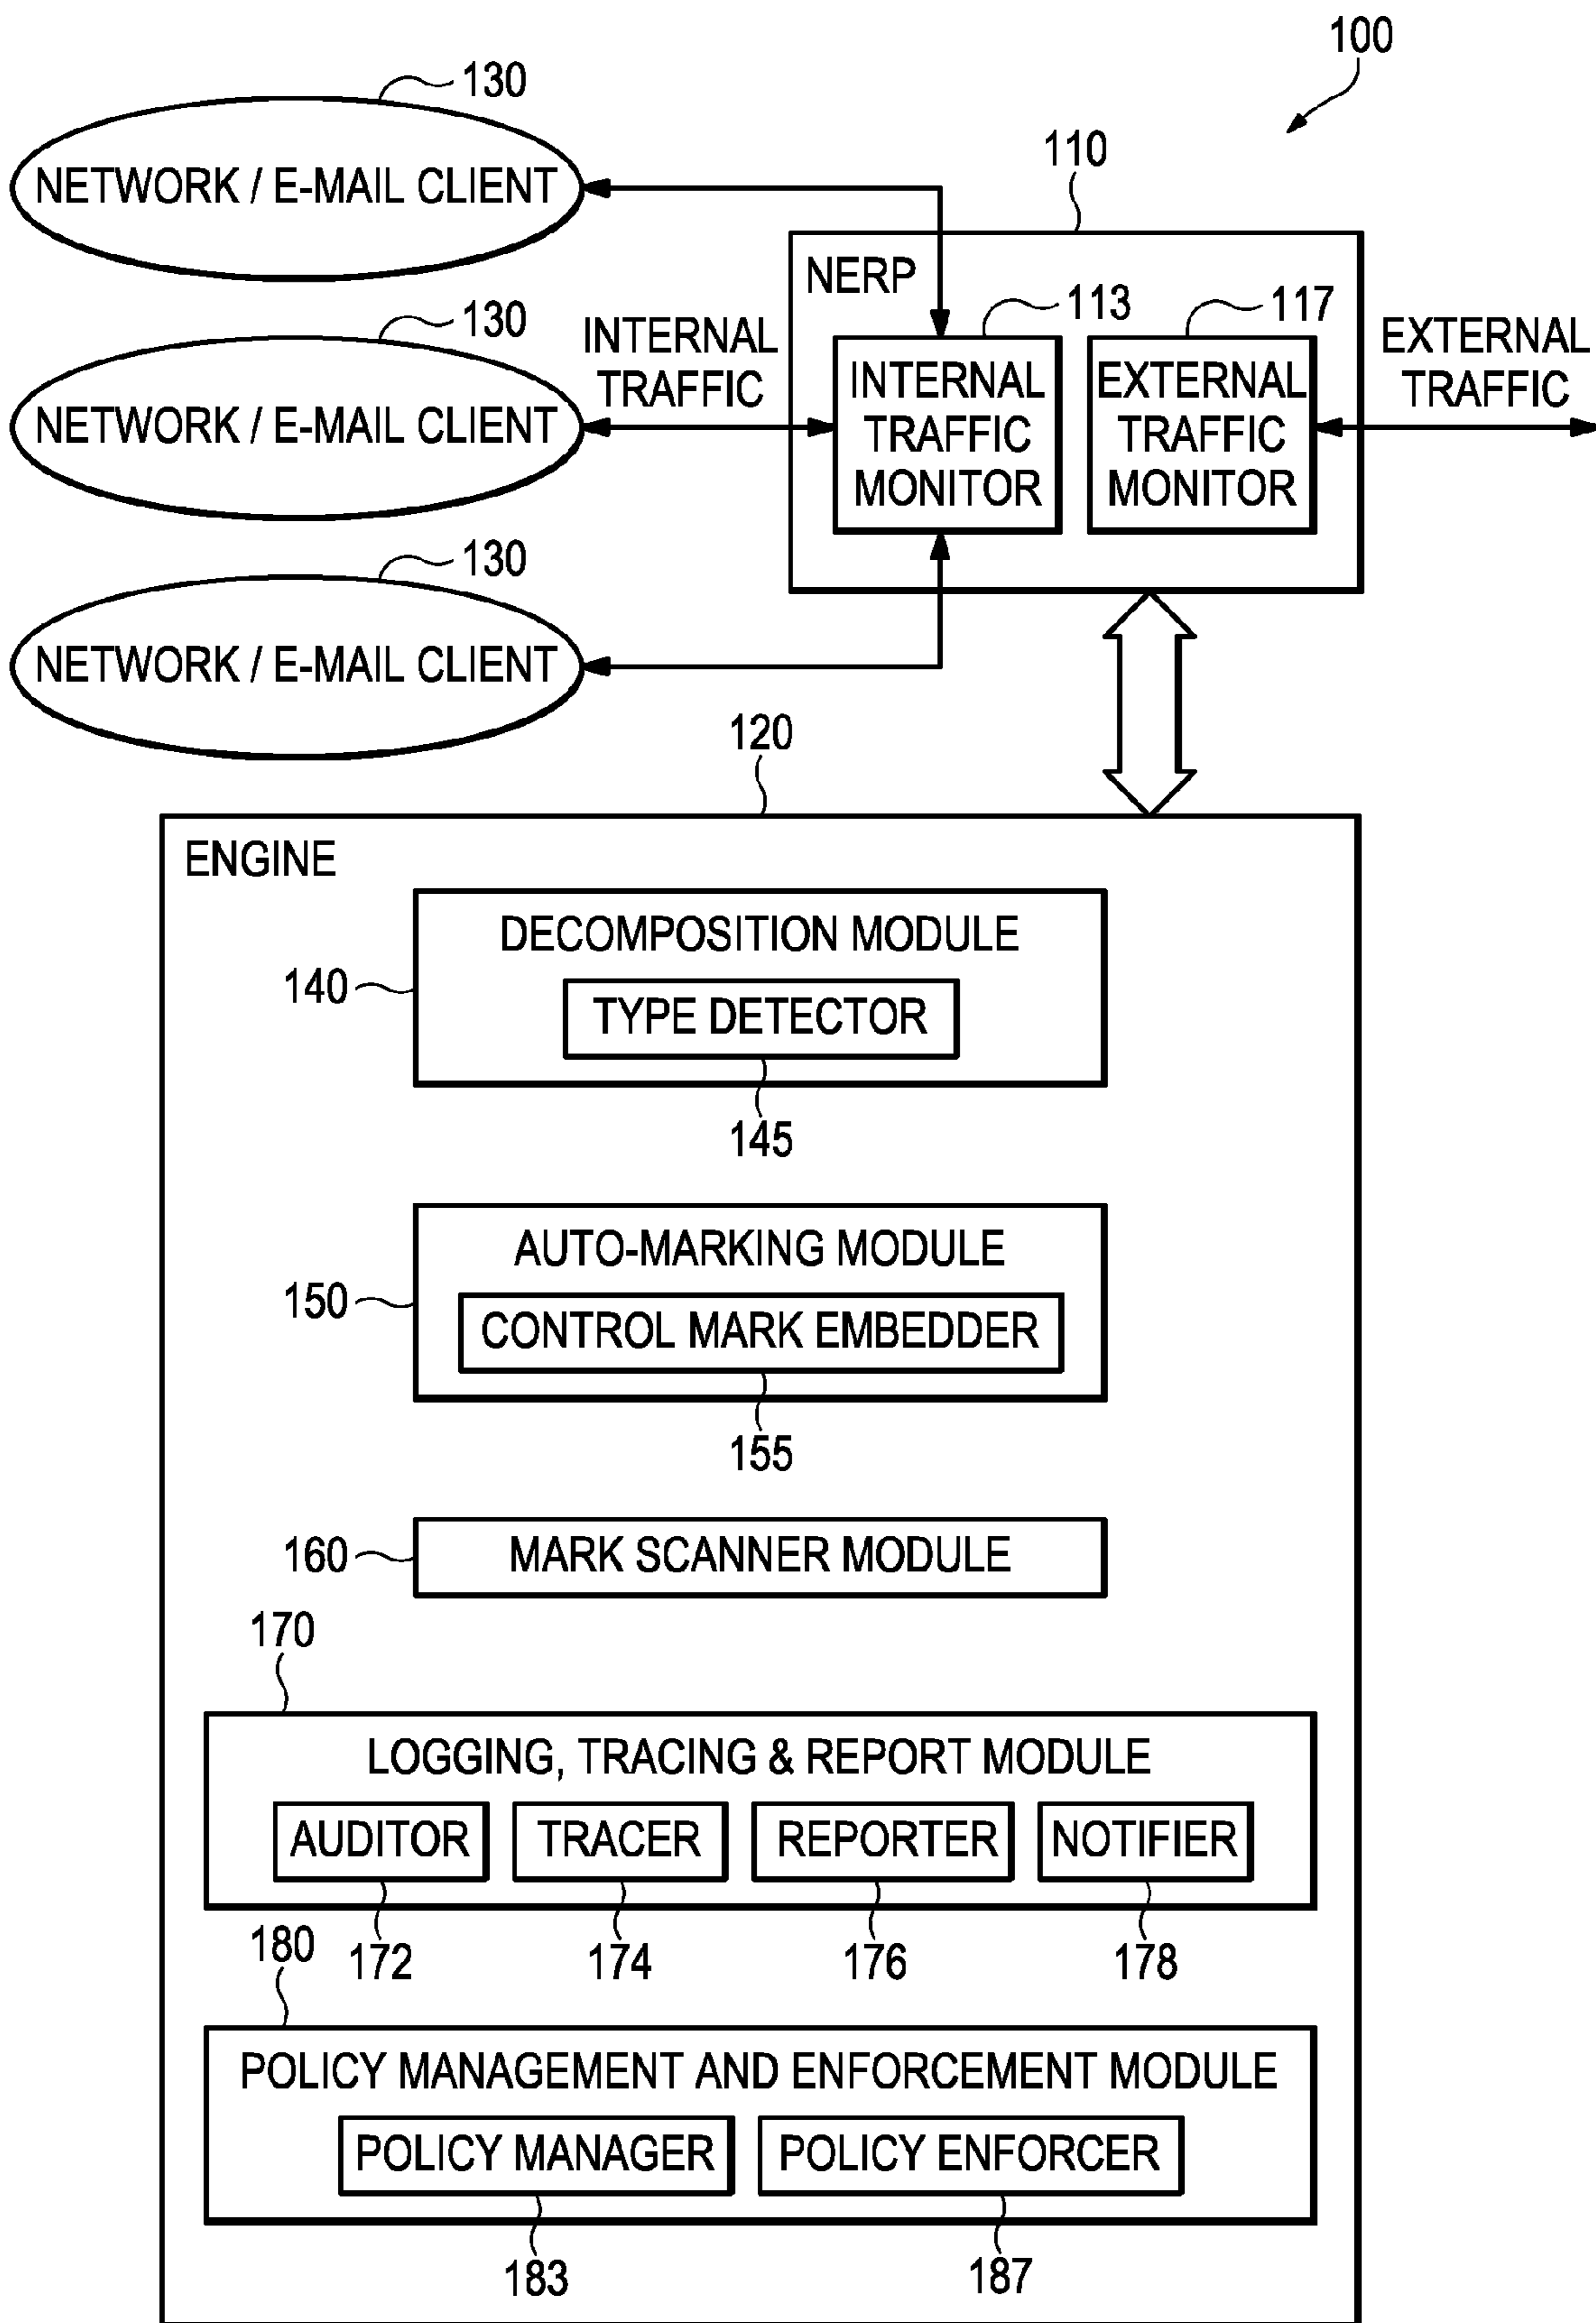 100
130
NETWORK / E-MAIL CLIENT
110
NERP
113
117
130
NETWORK / E-MAIL CLIENT
INTERNAL
TRAFFIC
INTERNAL
TRAFFIC
MONITOR
EXTERNAL
TRAFFIC
MONITOR
EXTERNAL
TRAFFIC
130
NETWORK / E-MAIL CLIENT
120
ENGINE
DECOMPOSITION MODULE
140
TYPE DETECTOR
145
AUTO-MARKING MODULE
150
CONTROL MARK EMBEDDER
155
160
MARK SCANNER MODULE
170
LOGGING, TRACING & REPORT MODULE
AUDITOR
TRACER
REPORTER
NOTIFIER
172
174
176
178
180
POLICY MANAGEMENT AND ENFORCEMENT MODULE
POLICY MANAGER
POLICY ENFORCER
183
187